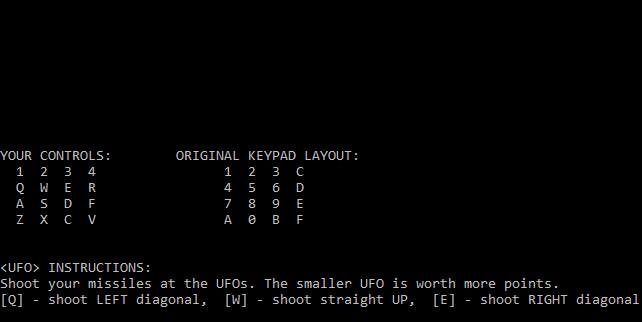 YOUR CONTROLS: ORIGINAL KEYPAD LAYOUT:
1 2 3 4 1 2 3 C
Q W E R 4 5 6 D
A S D F 7 8 9 E
Z X C V A 0 B F
<UFO> INSTRUCTIONS:
Shoot your missiles at the UFOs. The smaller UFO is worth more points.
[Q] - shoot LEFT diagonal, [W] - shoot straight UP, [E] - shoot RIGHT diagonal